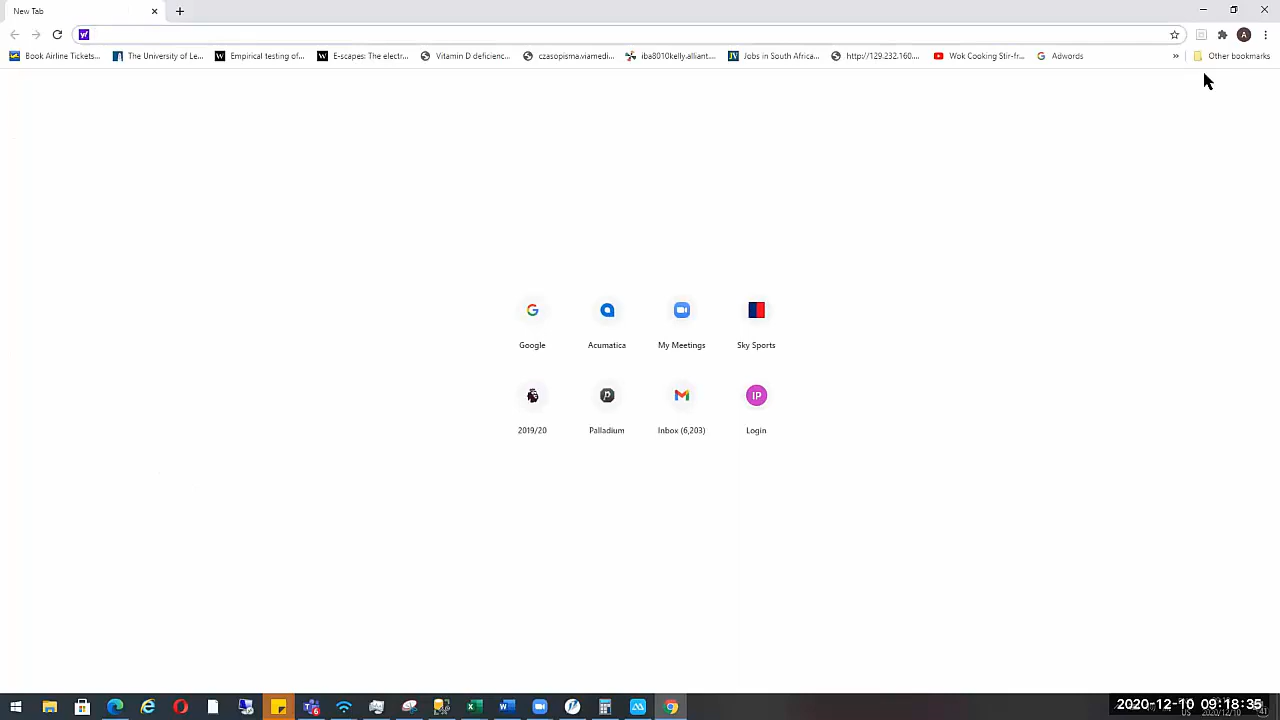 New Tab
Book Airline Tickets...
The University of Le...
Empirical testing of...
E-scapes: The electr...
Vitamin D deficienc...
czasopisma.viamedi...
iba8010kelly.alliant....
Jobs in South Africa...
http://129.232.160....
Wok Cooking Stir-fr...
Adwords
»
Other bookmarks
A
Google
Acumatica
My Meetings
Sky Sports
IP
2019/20
Palladium
Inbox (6,203)
Login
2020-12-10 09:18:35